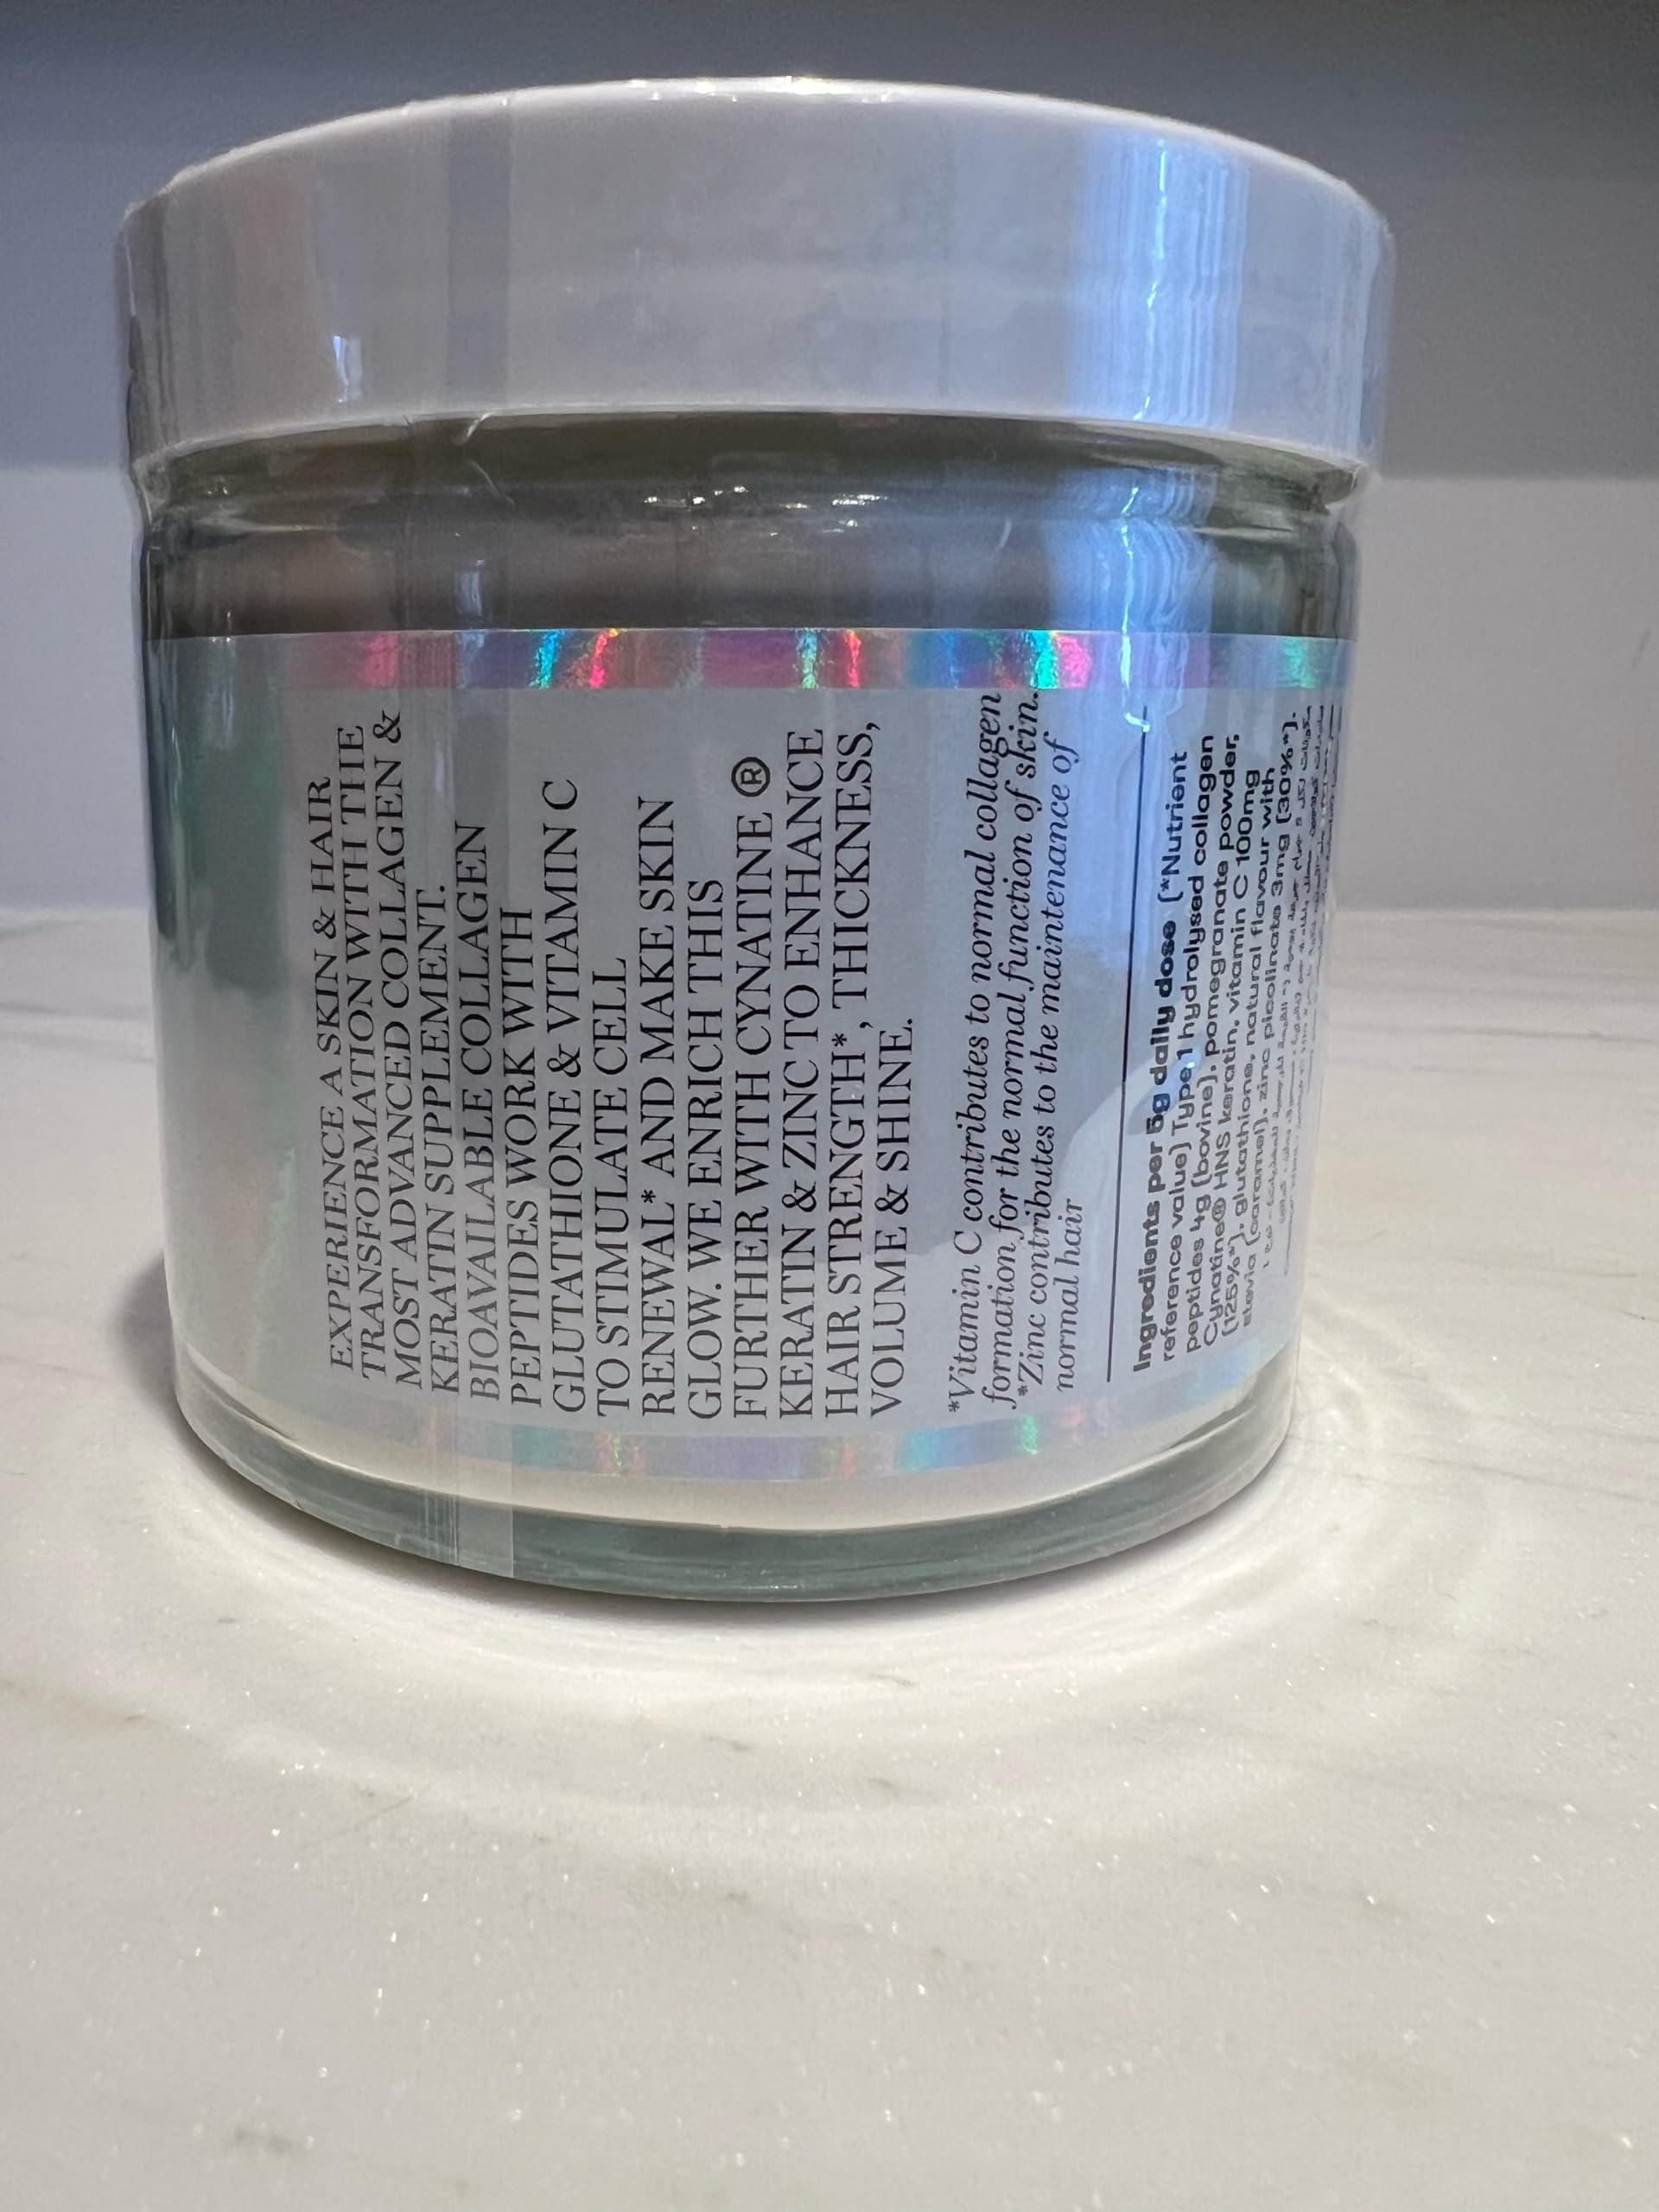 EXPERIENCE A SKIN & HAIR
TRANSFORMATION WITH THE
MOST ADVANCED COLLAGEN &
KERATIN SUPPLEMENT.
BIOAVAILABLE COLLAGEN
PEPTIDES WORK WITH
GLUTATHIONE & VITAMIN C
TO STIMULATE CELL
RENEWAL* AND MAKE SKIN
GLOW. WE ENRICH THIS
FURTHER WITH CYNATINE ®
KERATIN & ZINC TO ENHANCE
HAIR STRENGTH*, THICKNESS,
VOLUME & SHINE.
*Vitamin C contributes to normal collagen
formation for the normal function of skin.
*Zinc contributes to the maintenance of
normal hair
Ingredients per 5g daily dose (*Nutrient
reference value) Type 1 hydrolysed collagen
peptides 4g (bovine), pomegranate powder,
Cynatine® HNS keratin, vitamin C 100mg
(125%*), glutathione, natural flavour with
stevia (caramel), zinc picolinate 3mg (30%*).